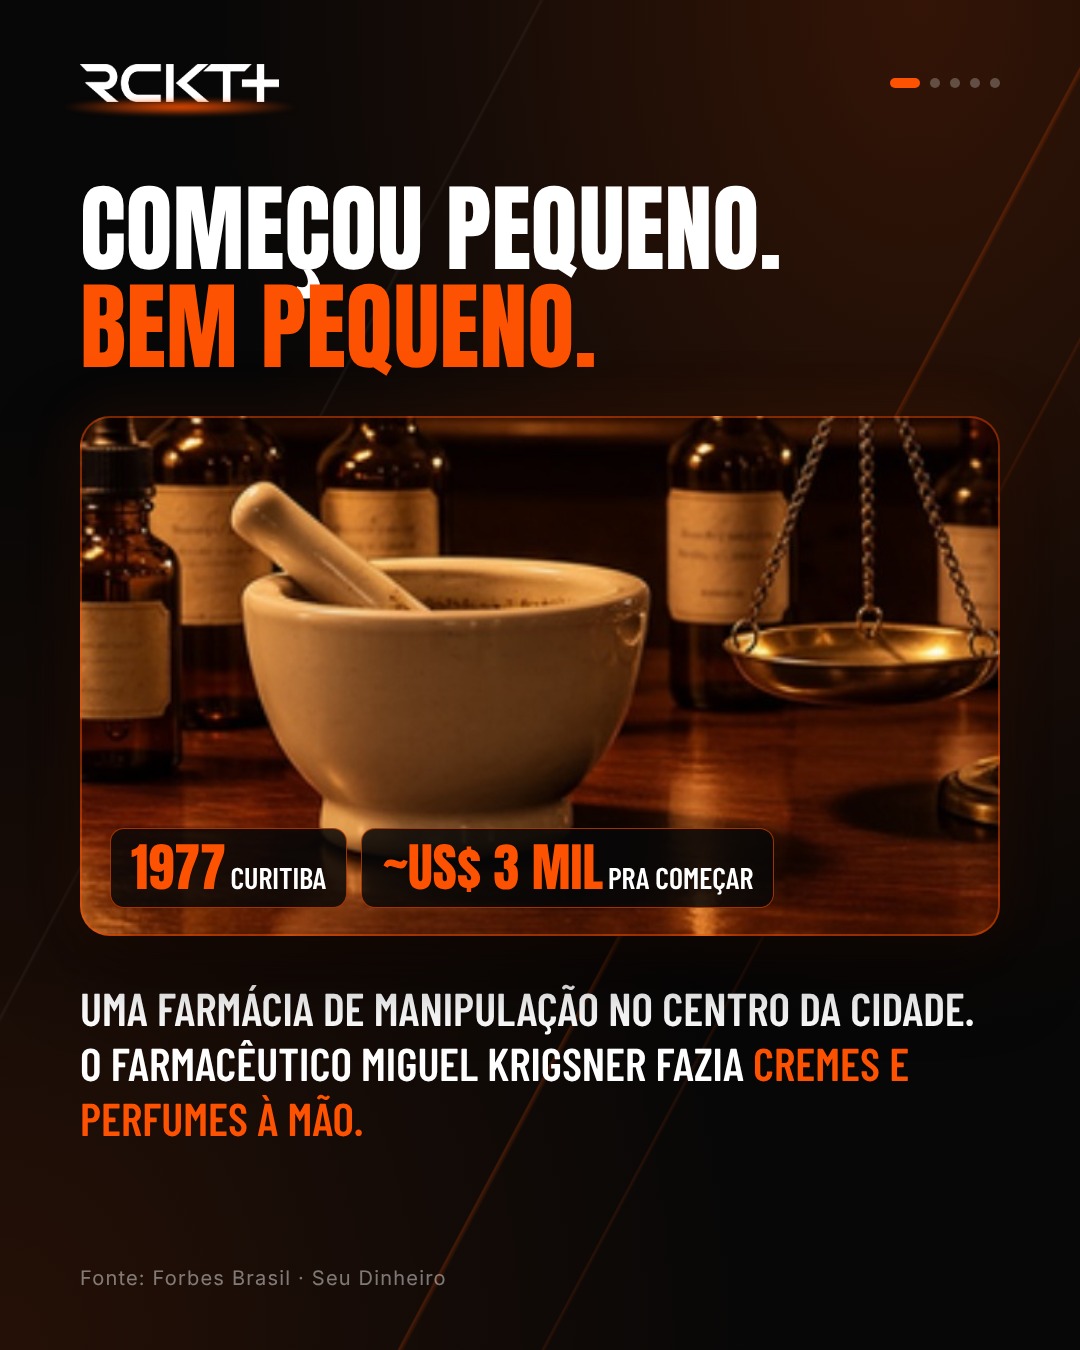 RCKT+
COMEÇOU PEQUENO.
BEM PEQUENO.
1977 CURITIBA
~US$ 3 MIL PRA COMEÇAR
UMA FARMÁCIA DE MANIPULAÇÃO NO CENTRO DA CIDADE.
O FARMACÊUTICO MIGUEL KRIGSNER FAZIA CREMES E
PERFUMES À MÃO.
Fonte: Forbes Brasil · Seu Dinheiro